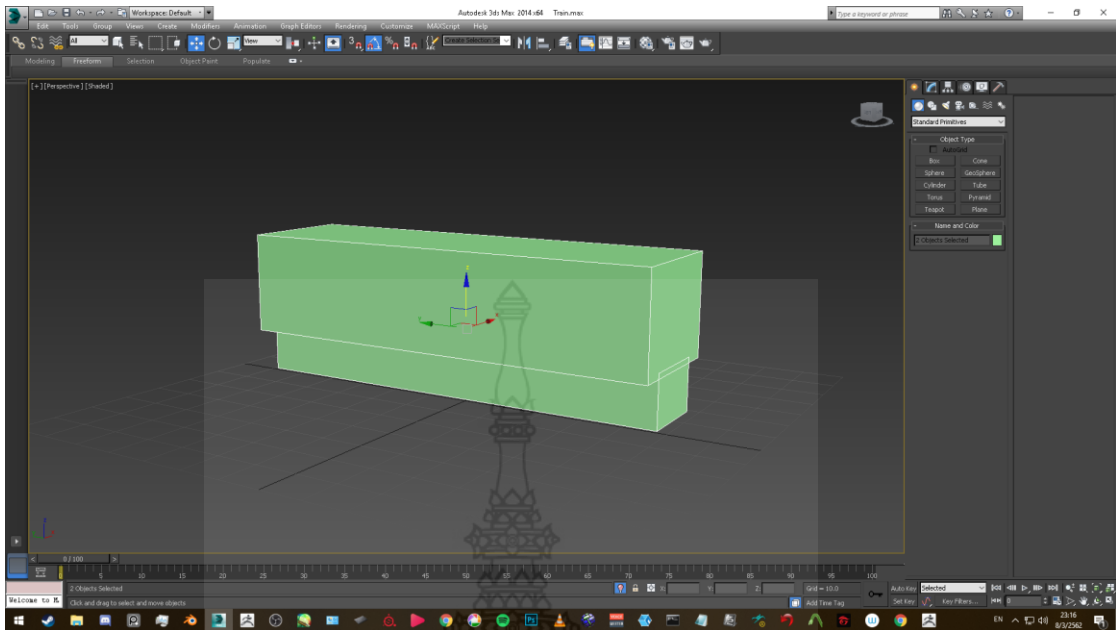 Workspace: Default
Autodesk 3ds Max 2014 x64 Train.max
Type a keyword or phrase
Edit Tools Group Views Create Modifiers Animation Graph Editors Rendering Customize MAXScript Help
All
View
Create Selection Se
Modeling Freeform Selection Object Paint Populate
[+][Perspective][Shaded]
Standard Primitives
- Object Type
AutoGrid
Box Cone
Sphere GeoSphere
Cylinder Tube
Torus Pyramid
Teapot Plane
- Name and Color
2 Objects Selected
< 0 / 100 >
5 10 15 20 25 30 35 40 45 50 55 60 65 70 75 80 85 90 95 100
2 Objects Selected
X: Y: Z: Grid = 10.0
Auto Key Selected
Welcome to M
Click and drag to select and move objects
Add Time Tag
Set Key Key Filters... 0
EN
23:16
8/3/2562